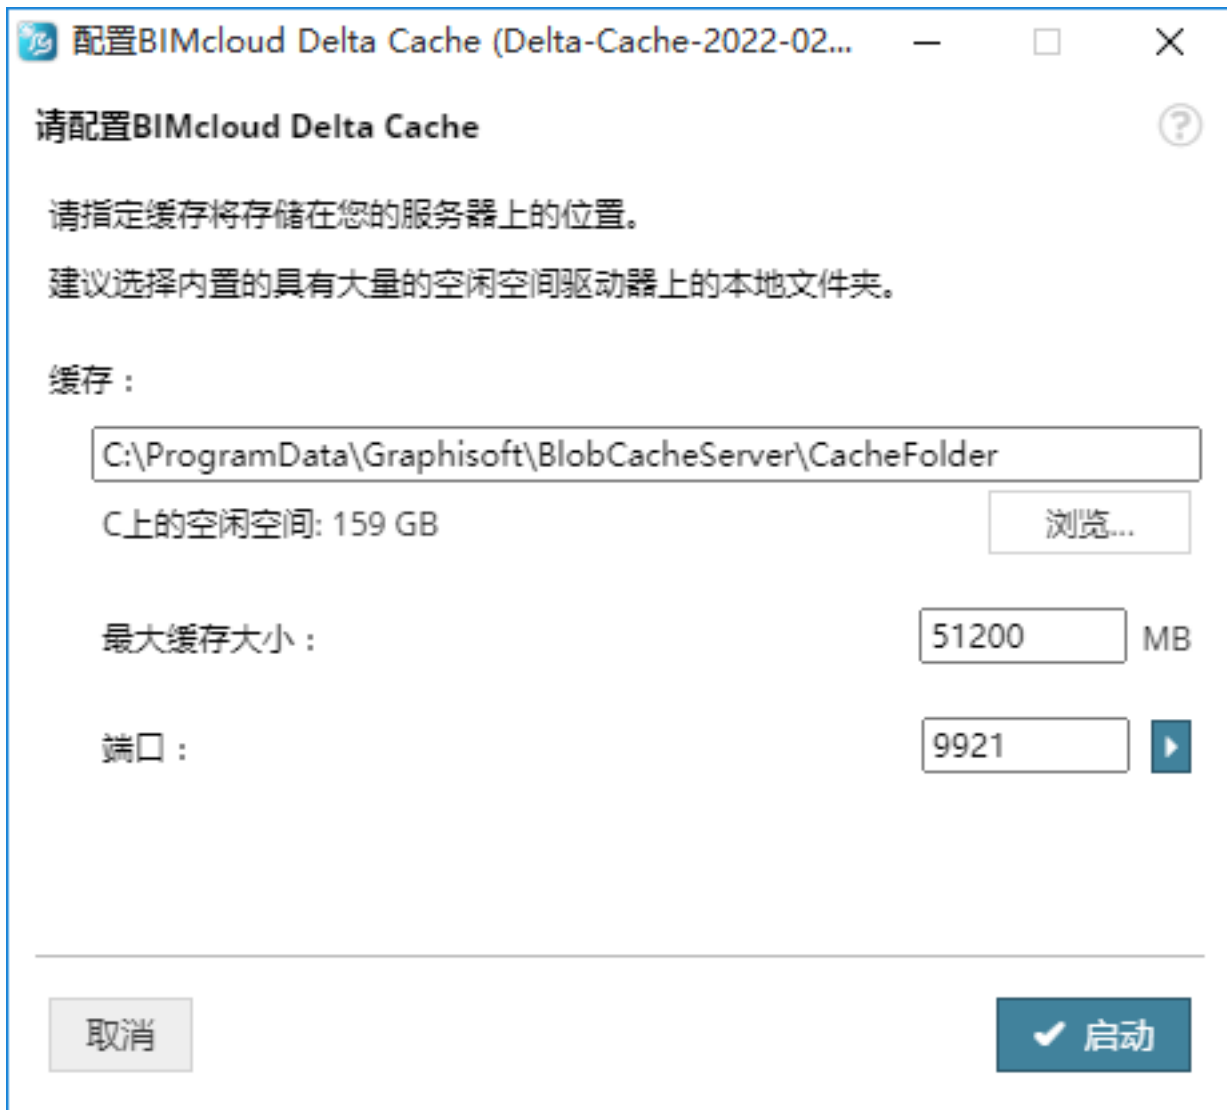 配置BIMcloud Delta Cache (Delta-Cache-2022-02...
请配置BIMcloud Delta Cache
?
请指定缓存将存储在您的服务器上的位置。
建议选择内置的具有大量的空闲空间驱动器上的本地文件夹。
缓存：
C:\ProgramData\Graphisoft\BlobCacheServer\CacheFolder
C上的空闲空间: 159 GB
浏览...
最大缓存大小： 51200 MB
端口： 9921
取消
启动